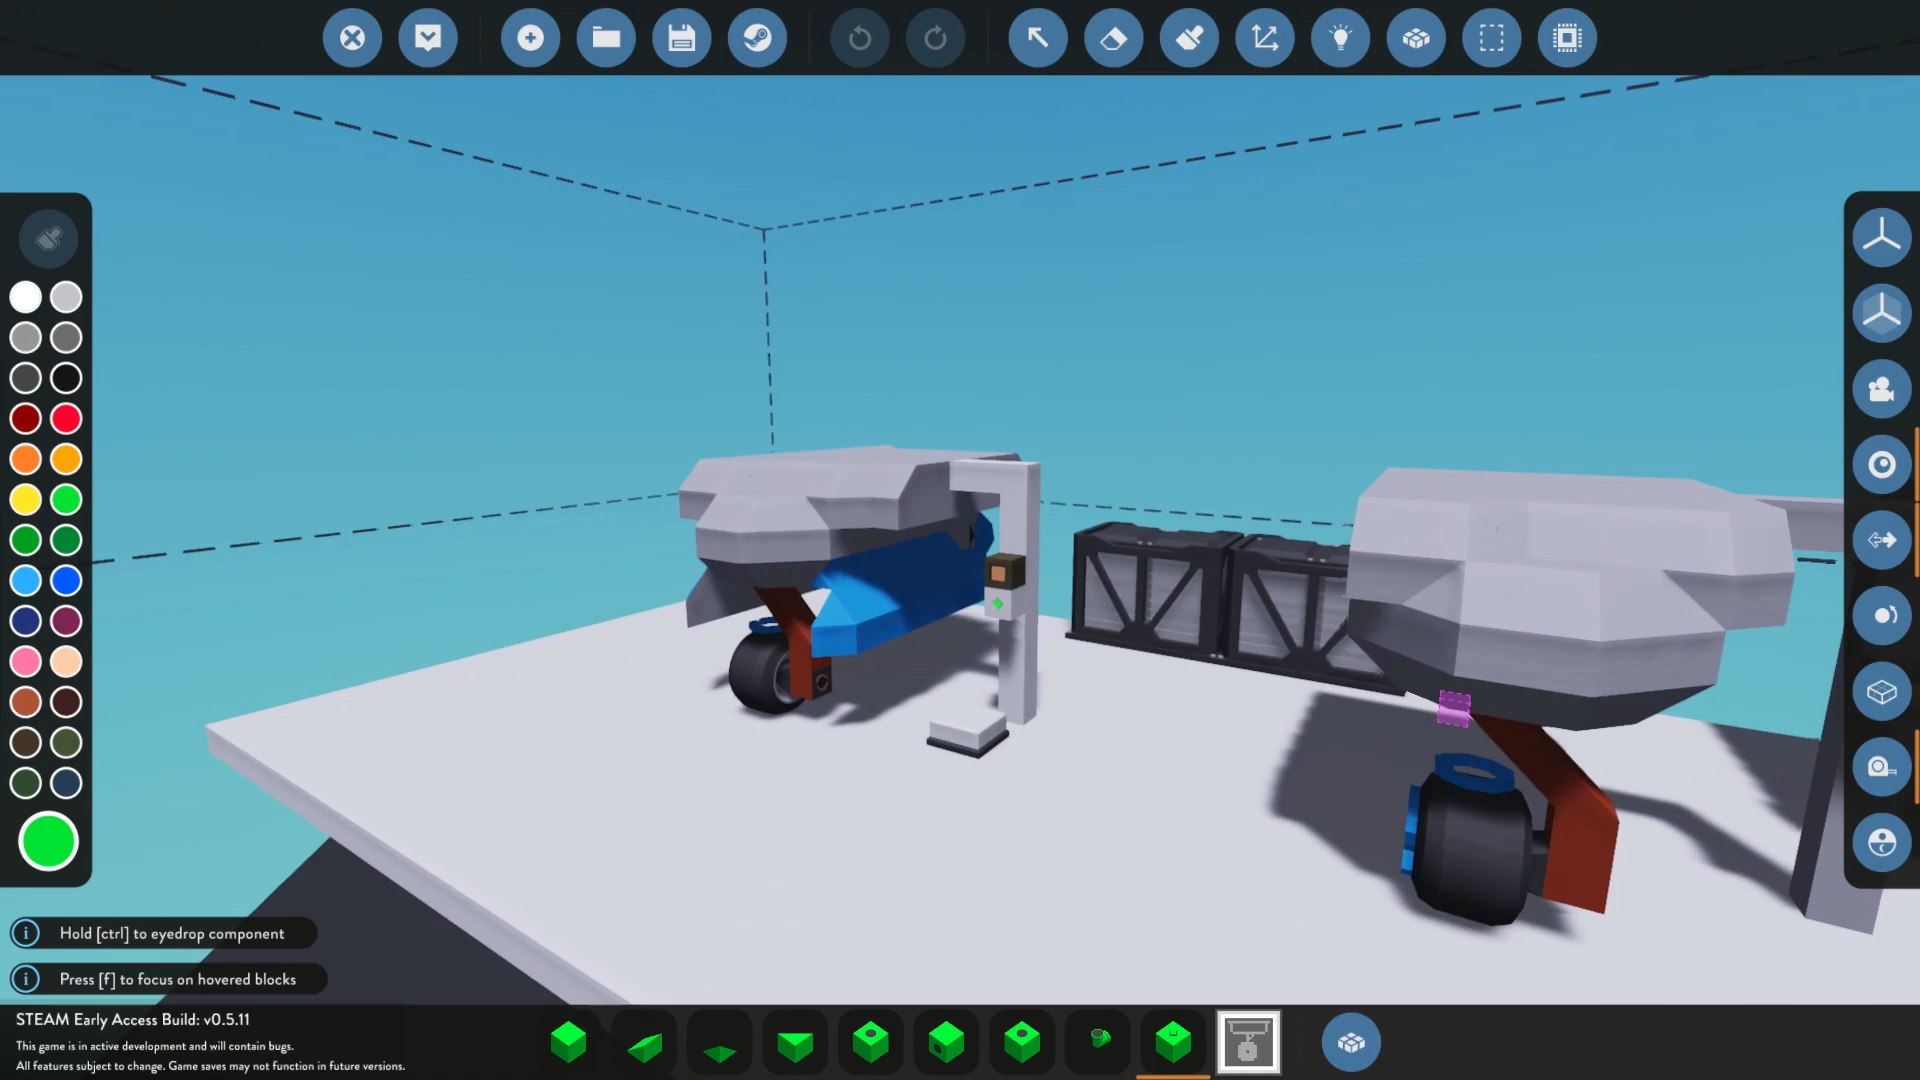 Hold [ctrl] to eyedrop component
Press [f] to focus on hovered blocks
STEAM Early Access Build: v0.5.11
This game is in active development and will contain bugs.
All features subject to change. Game saves may not function in future versions.